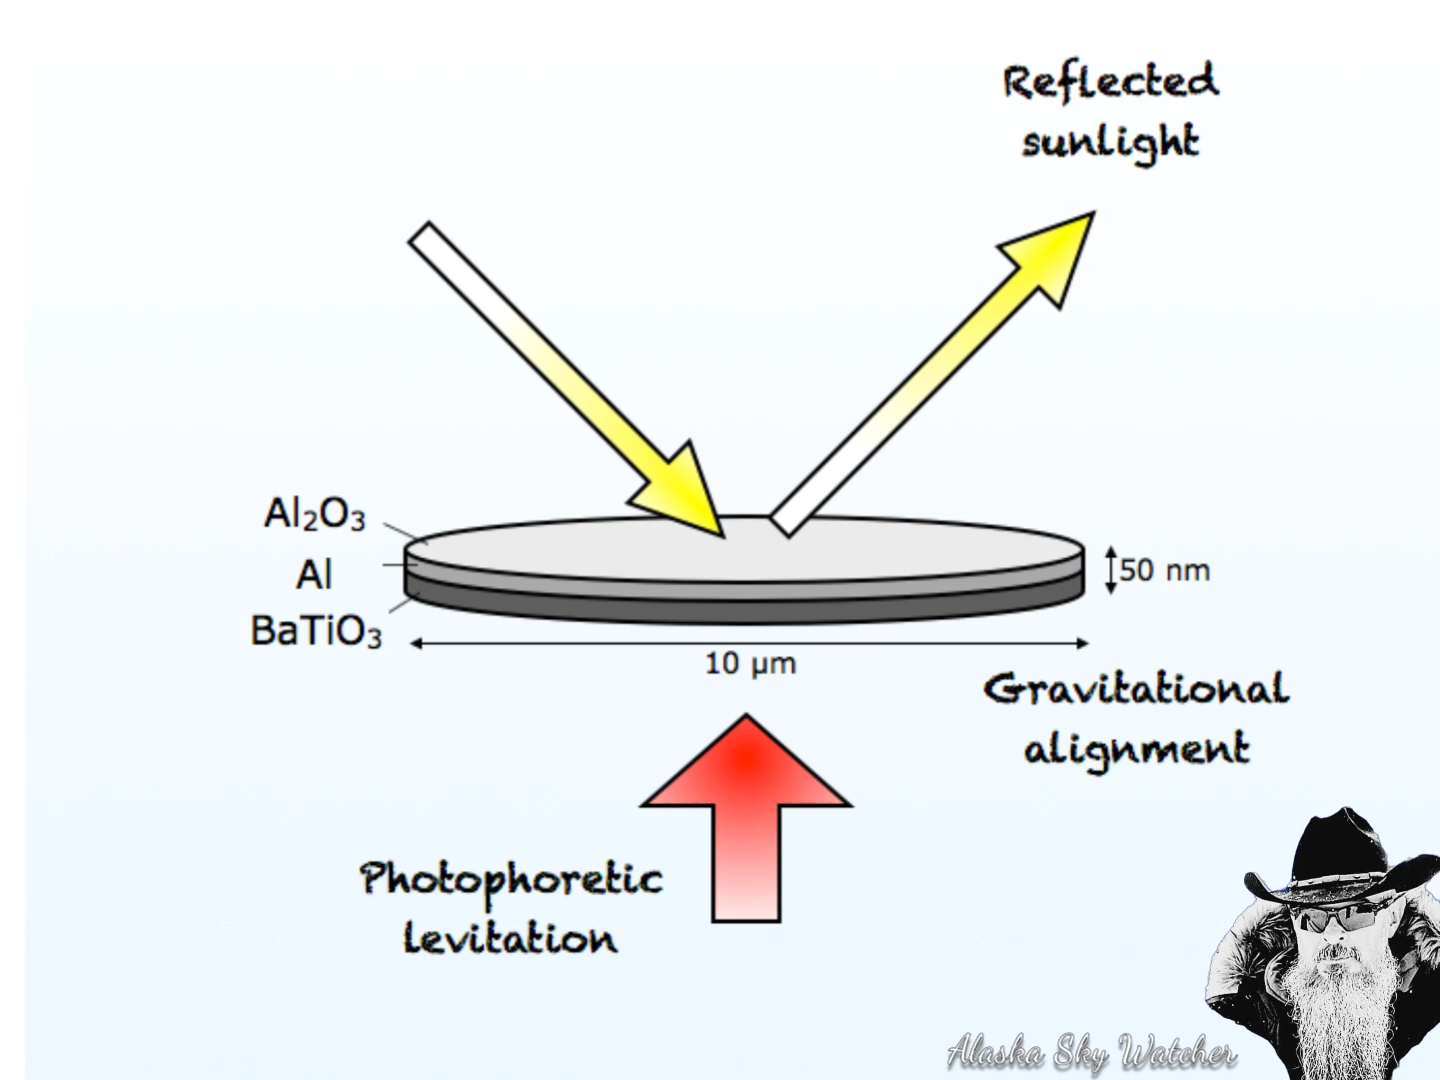 Reflected
sunlight
Al₂O₃
Al
BaTiO₃
50 nm
10 µm
Gravitational
alignment
Photophoretic
levitation
Alaska Sky Watcher